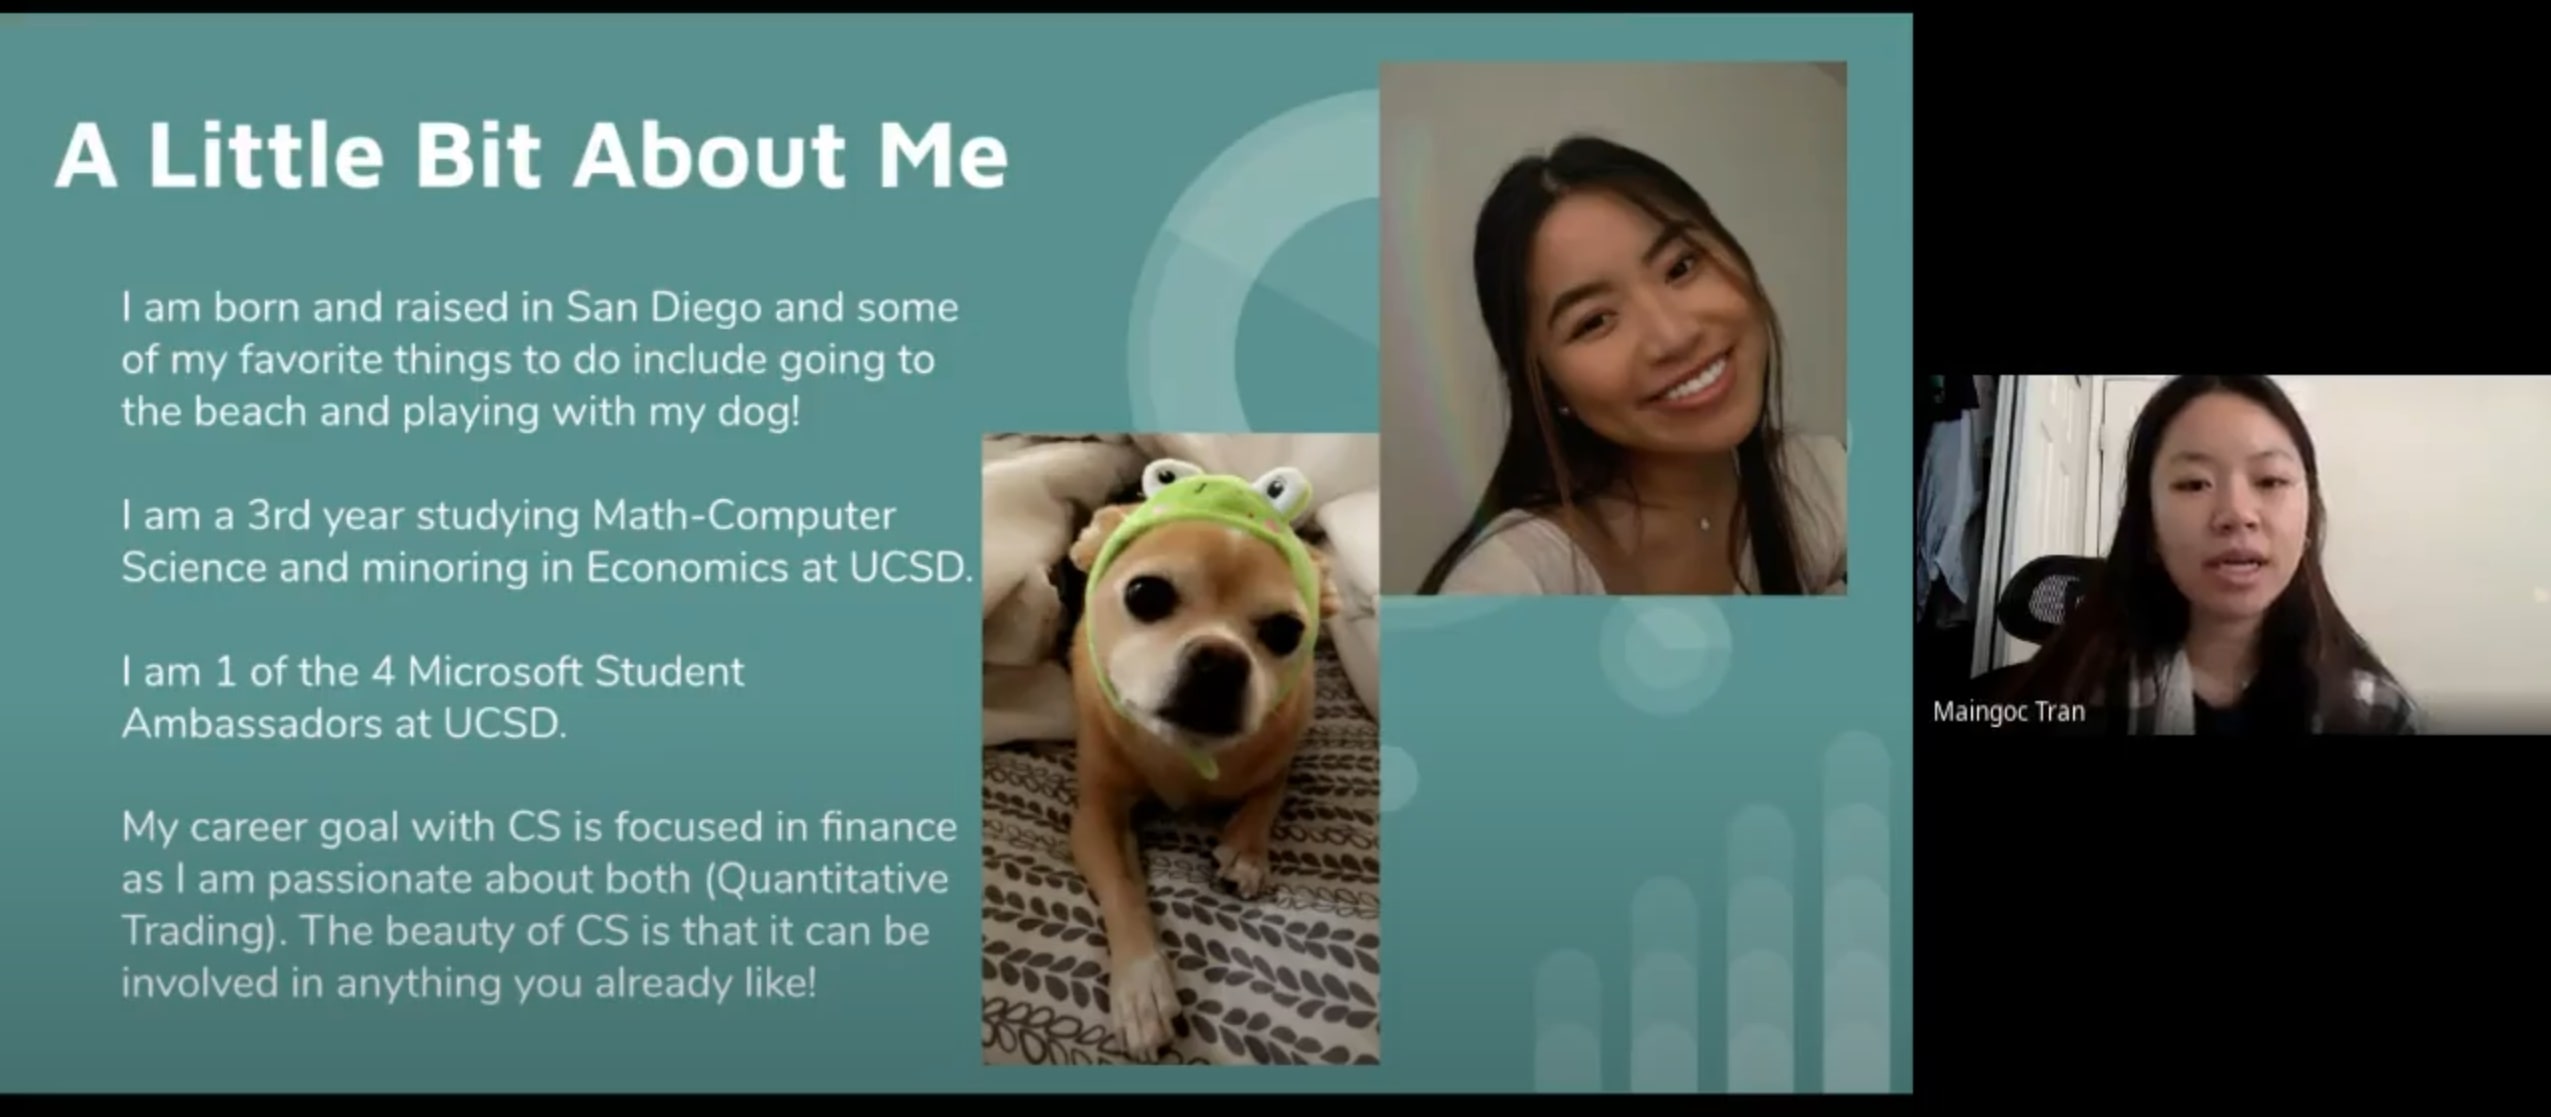 A Little Bit About Me
I am born and raised in San Diego and some
of my favorite things to do include going to
the beach and playing with my dog!
I am a 3rd year studying Math-Computer
Science and minoring in Economics at UCSD.
I am 1 of the 4 Microsoft Student
Ambassadors at UCSD.
My career goal with CS is focused in finance
as I am passionate about both (Quantitative
Trading). The beauty of CS is that it can be
involved in anything you already like!
Maingoc Tran